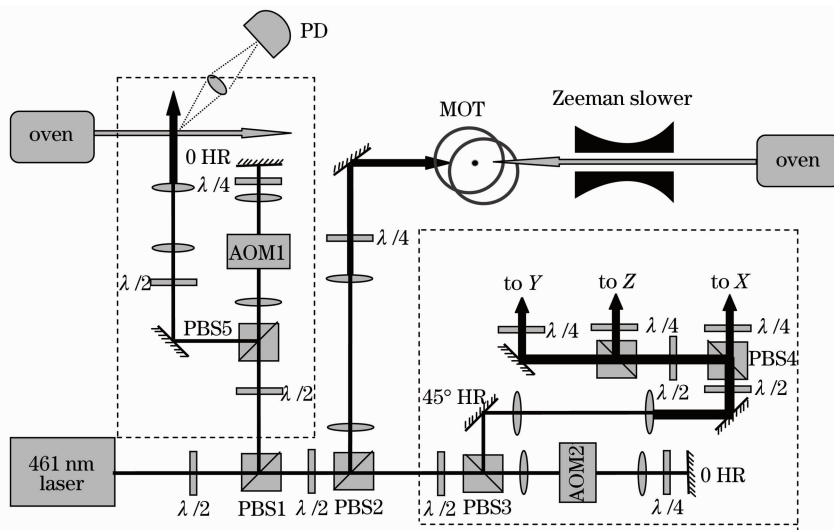 PD
MOT
Zeeman slower
oven
0 HR
oven
λ/4
AOM1
λ/4
λ/2
to Y
to Z
to X
PBS5
λ/4
λ/4
λ/4
PBS4
λ/2
λ/2
λ/2
45° HR
461 nm
laser
λ/2
PBS1
λ/2
PBS2
λ/2
PBS3
AOM2
λ/4
0 HR